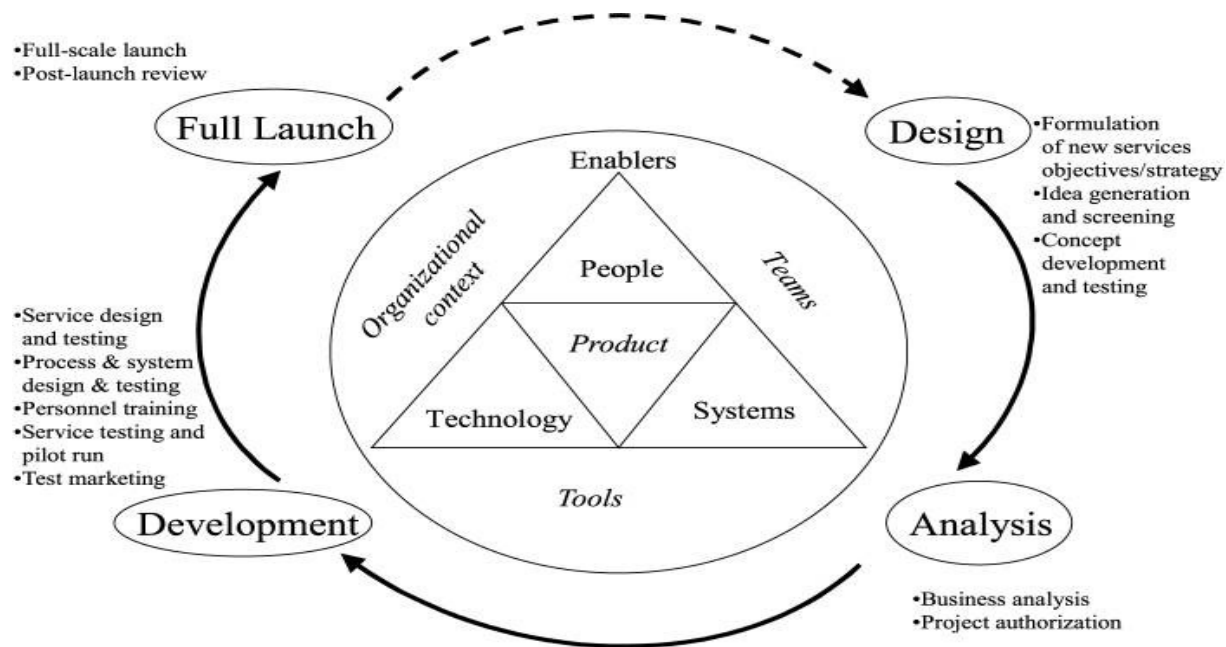 •Full-scale launch
•Post-launch review
Full Launch
Design
•Formulation
of new services
objectives/strategy
•Idea generation
and screening
•Concept
development
and testing
Enablers
Organizational
context
Teams
People
Product
Technology
Systems
Tools
•Service design
and testing
•Process & system
design & testing
•Personnel training
•Service testing and
pilot run
•Test marketing
Development
Analysis
•Business analysis
•Project authorization